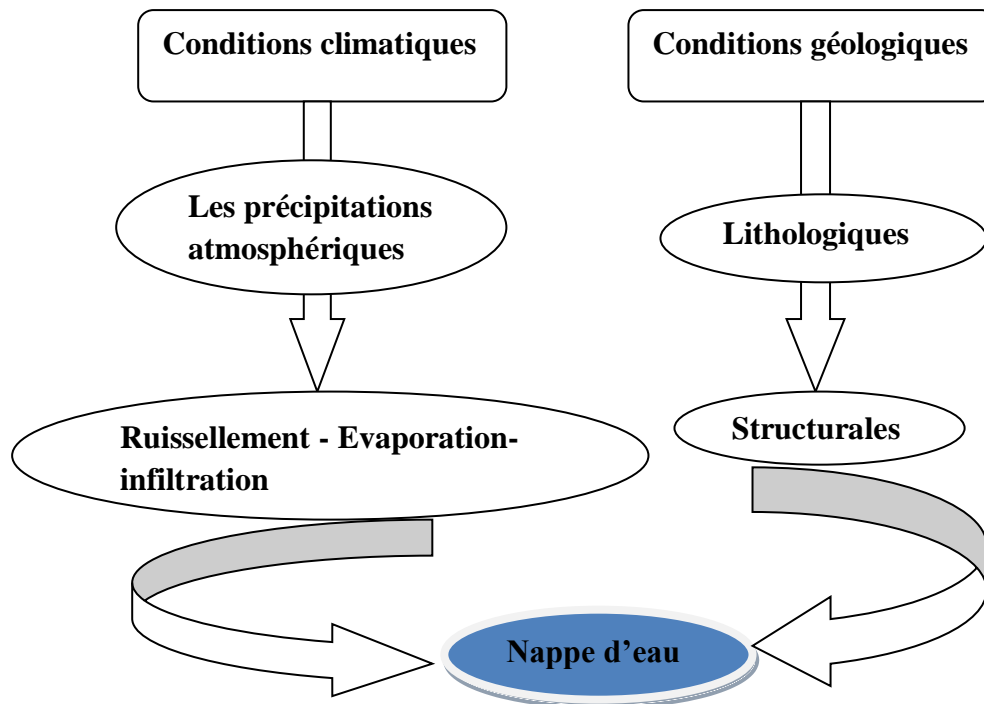 Conditions climatiques
Conditions géologiques
Les précipitations
atmosphériques
Lithologiques
Ruissellement - Evaporation-
infiltration
Structurales
Nappe d’eau